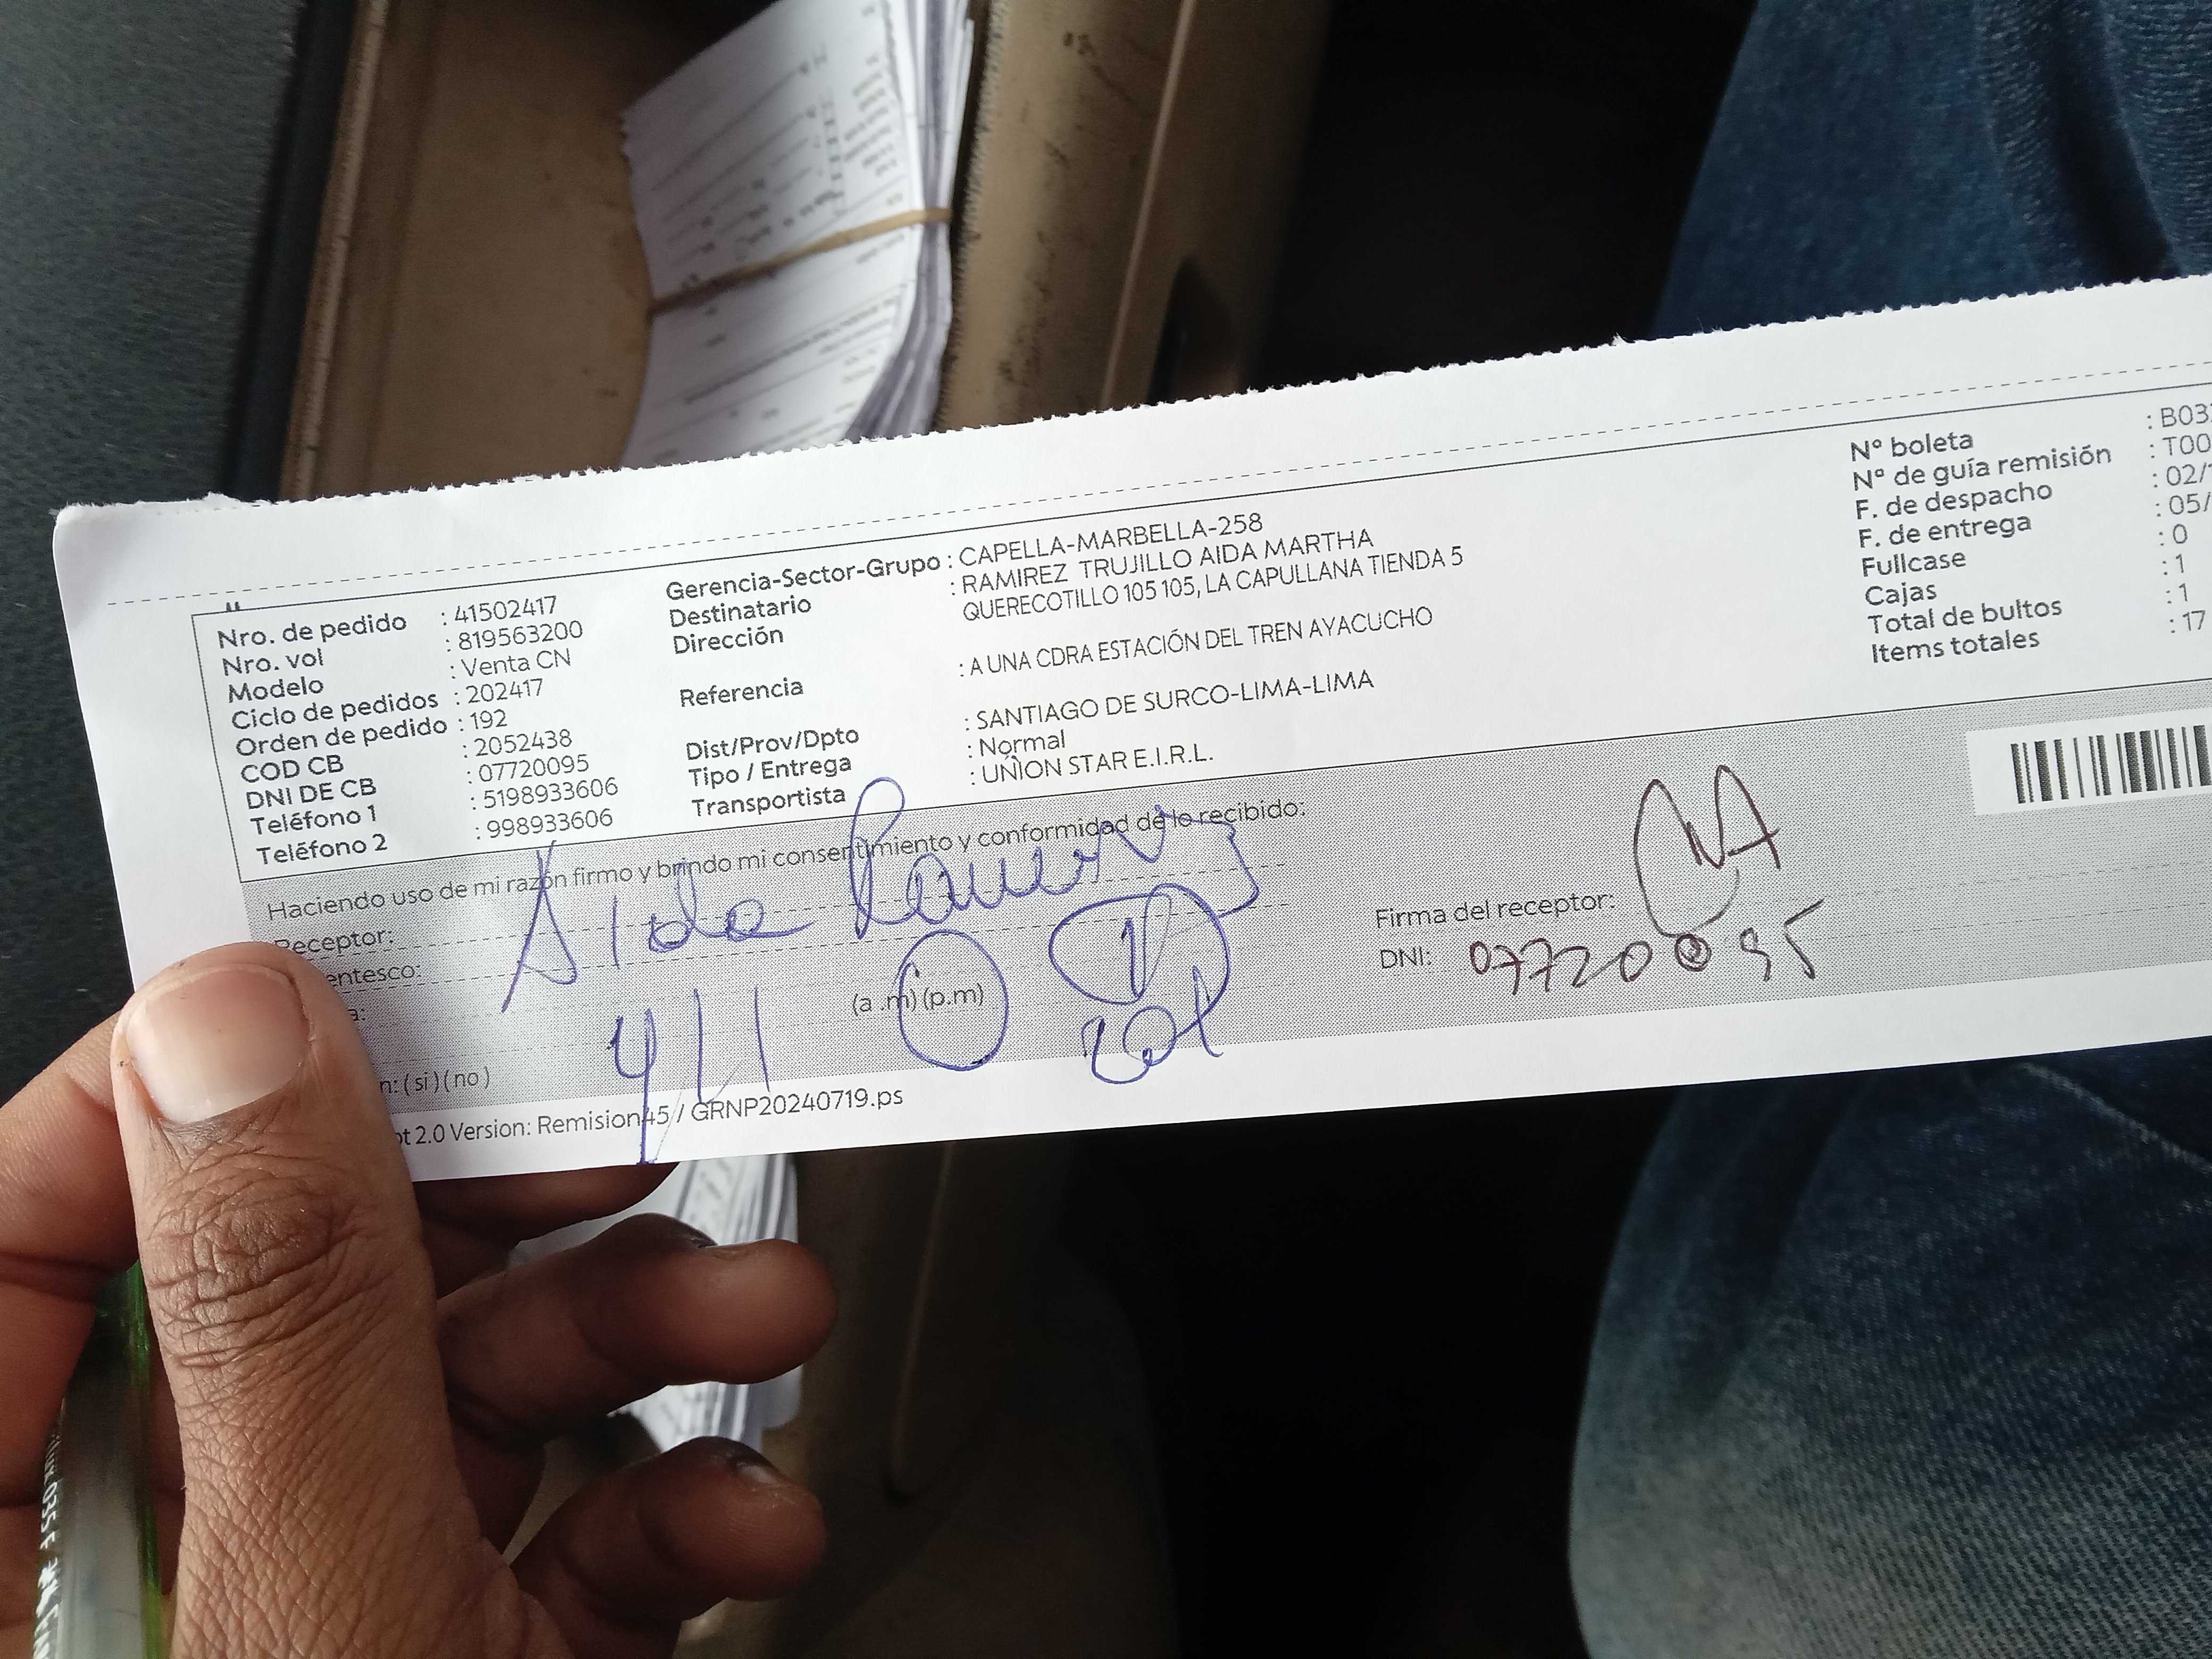 Nro. de pedido : 41502417
Nro. vol : 819563200
Modelo : Venta CN
Ciclo de pedidos : 202417
Orden de pedido : 192
COD CB : 2052438
DNI DE CB : 07720095
Teléfono 1 : 5198933606
Teléfono 2 : 998933606
Gerencia-Sector-Grupo : CAPELLA-MARBELLA-258
Destinatario : RAMIREZ TRUJILLO AIDA MARTHA
Dirección QUERECOTILLO 105 105, LA CAPULLANA TIENDA 5
Referencia : A UNA CDRA ESTACIÓN DEL TREN AYACUCHO
Dist/Prov/Dpto : SANTIAGO DE SURCO-LIMA-LIMA
Tipo / Entrega : Normal
Transportista : UNION STAR E.I.R.L.
Nº boleta : B03
Nº de guía remisión : T00
F. de despacho : 02/
F. de entrega : 05/
Fullcase : 0
Cajas : 1
Total de bultos : 1
Items totales : 17
Haciendo uso de mi razón firmo y brindo mi consentimiento y conformidad de lo recibido:
Receptor: Aida Ramirez
entesco:
a: (a .m) (p.m)
4/11
n: ( si ) ( no )
Firma del receptor:
DNI: 07720095
ot 2.0 Version: Remision45 / GRNP20240719.ps